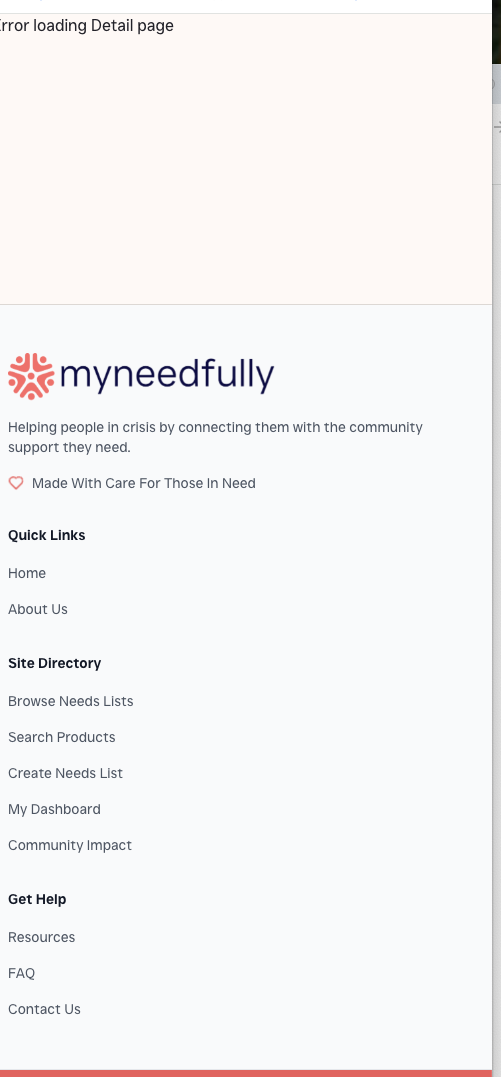 Error loading Detail page
myneedfully
Helping people in crisis by connecting them with the community
support they need.
Made With Care For Those In Need
Quick Links
Home
About Us
Site Directory
Browse Needs Lists
Search Products
Create Needs List
My Dashboard
Community Impact
Get Help
Resources
FAQ
Contact Us